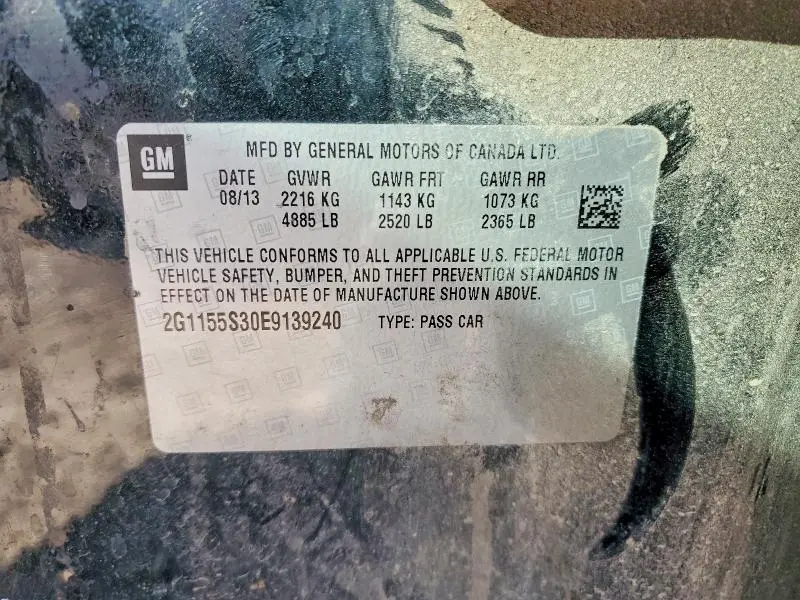 GM
MFD BY GENERAL MOTORS OF CANADA LTD.
DATE GVWR GAWR FRT GAWR RR
08/13 2216 KG 1143 KG 1073 KG
4885 LB 2520 LB 2365 LB
THIS VEHICLE CONFORMS TO ALL APPLICABLE U.S. FEDERAL MOTOR
VEHICLE SAFETY, BUMPER, AND THEFT PREVENTION STANDARDS IN
EFFECT ON THE DATE OF MANUFACTURE SHOWN ABOVE.
2G1155S30E9139240 TYPE: PASS CAR